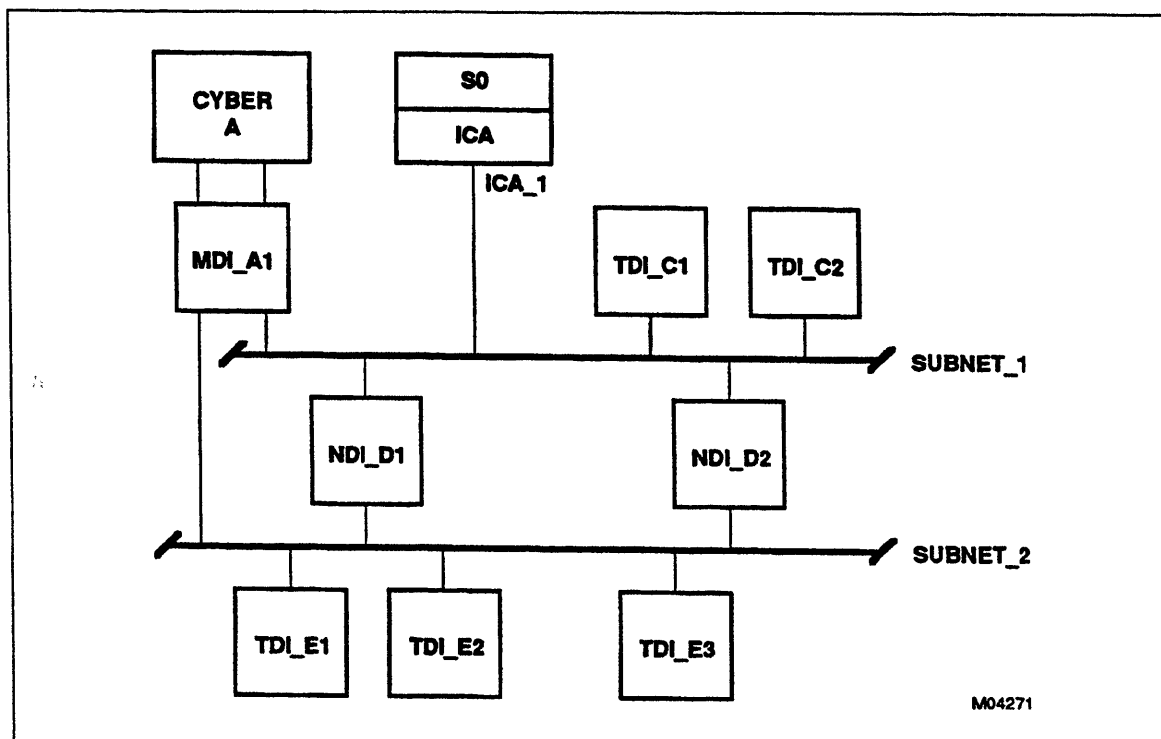 CYBER
A
S0
ICA
ICA_1
MDI_A1
TDI_C1
TDI_C2
SUBNET_1
NDI_D1
NDI_D2
SUBNET_2
TDI_E1
TDI_E2
TDI_E3
M04271